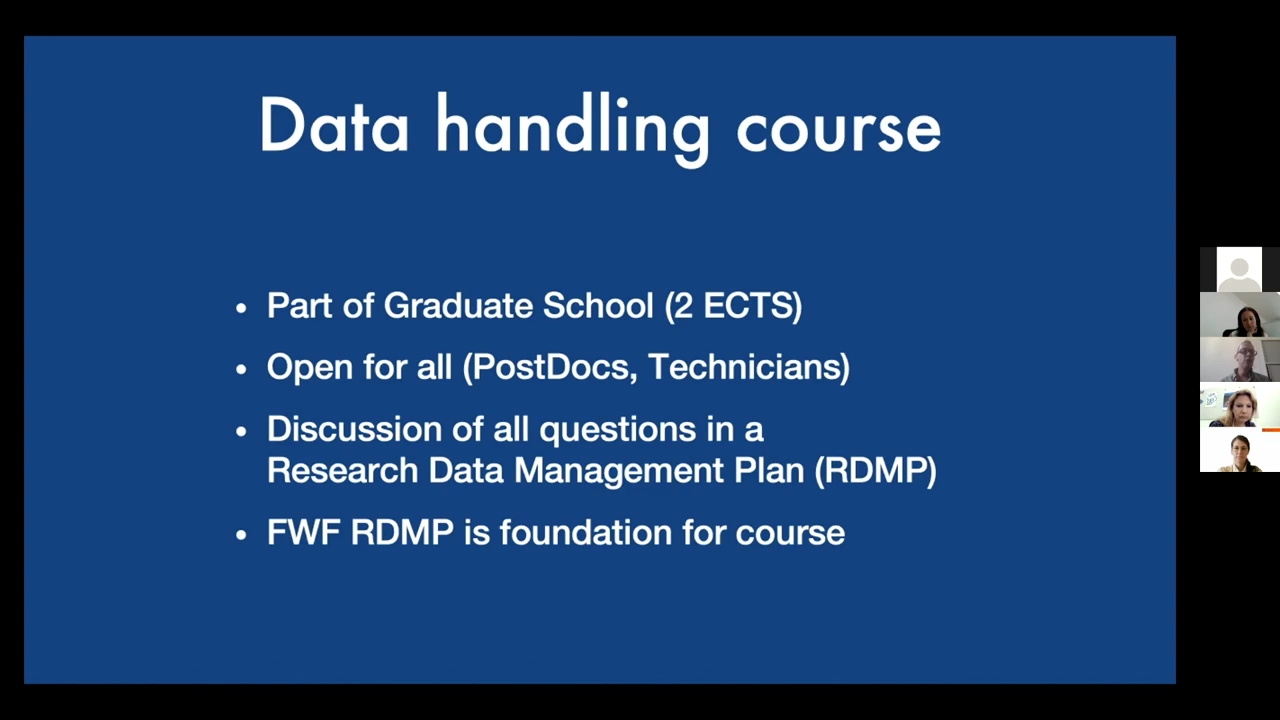 Data handling course
• Part of Graduate School (2 ECTS)
• Open for all (PostDocs, Technicians)
• Discussion of all questions in a
Research Data Management Plan (RDMP)
• FWF RDMP is foundation for course